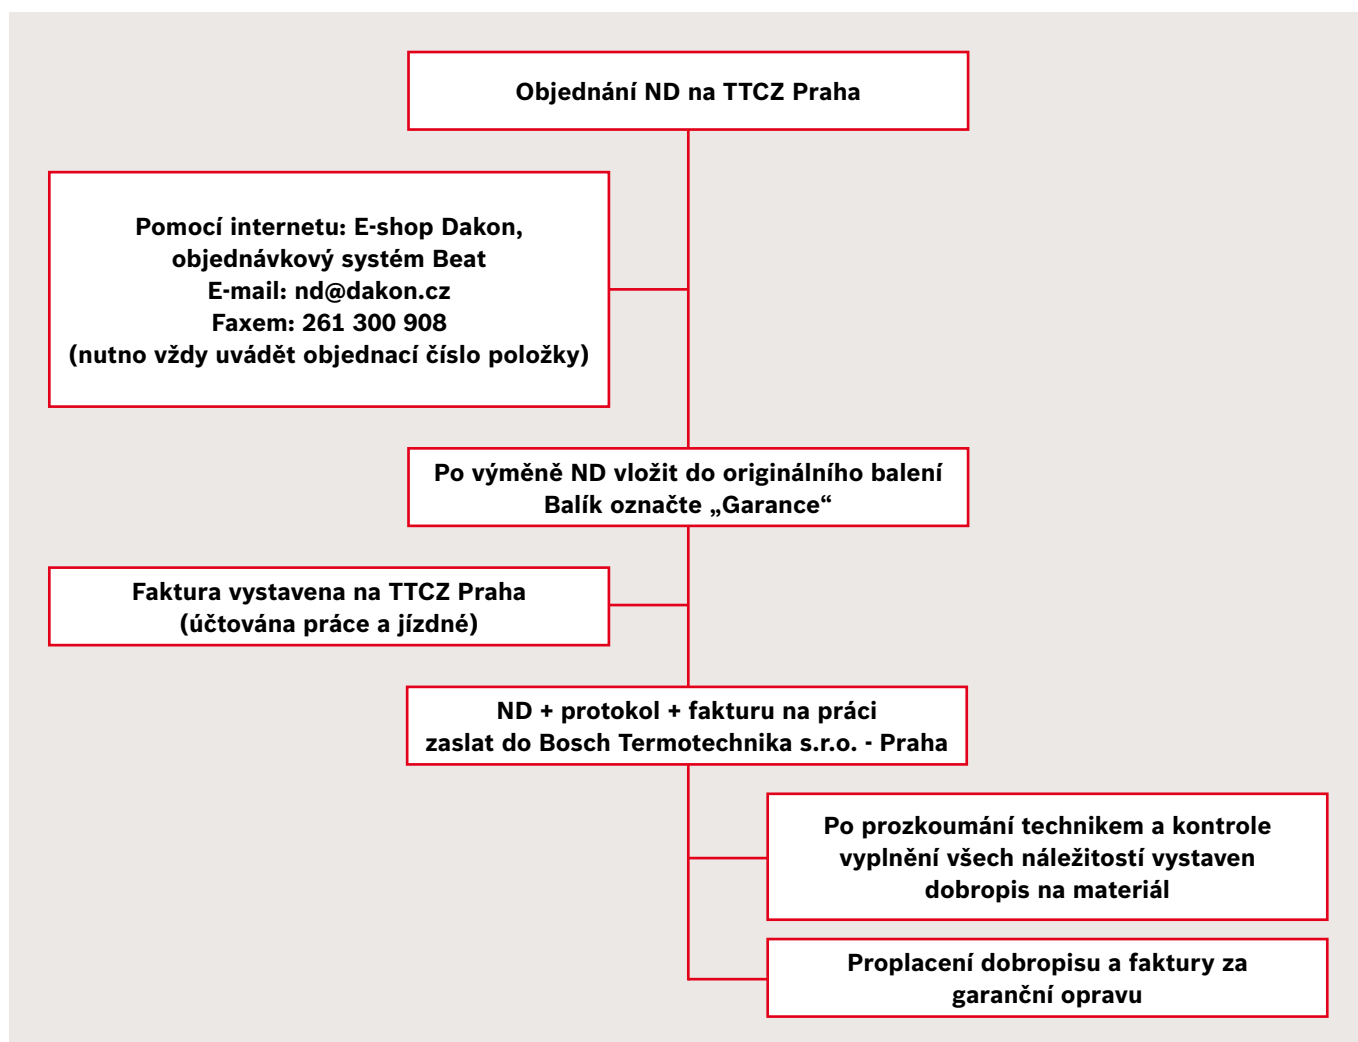 Objednání ND na TTCZ Praha
Pomocí internetu: E-shop Dakon,
objednávkový systém Beat
E-mail: nd@dakon.cz
Faxem: 261 300 908
(nutno vždy uvádět objednací číslo položky)
Po výměně ND vložit do originálního balení
Balík označte „Garance“
Faktura vystavena na TTCZ Praha
(účtována práce a jízdné)
ND + protokol + fakturu na práci
zaslat do Bosch Termotechnika s.r.o. - Praha
Po prozkoumání technikem a kontrole
vyplnění všech náležitostí vystaven
dobropis na materiál
Proplacení dobropisu a faktury za
garanční opravu